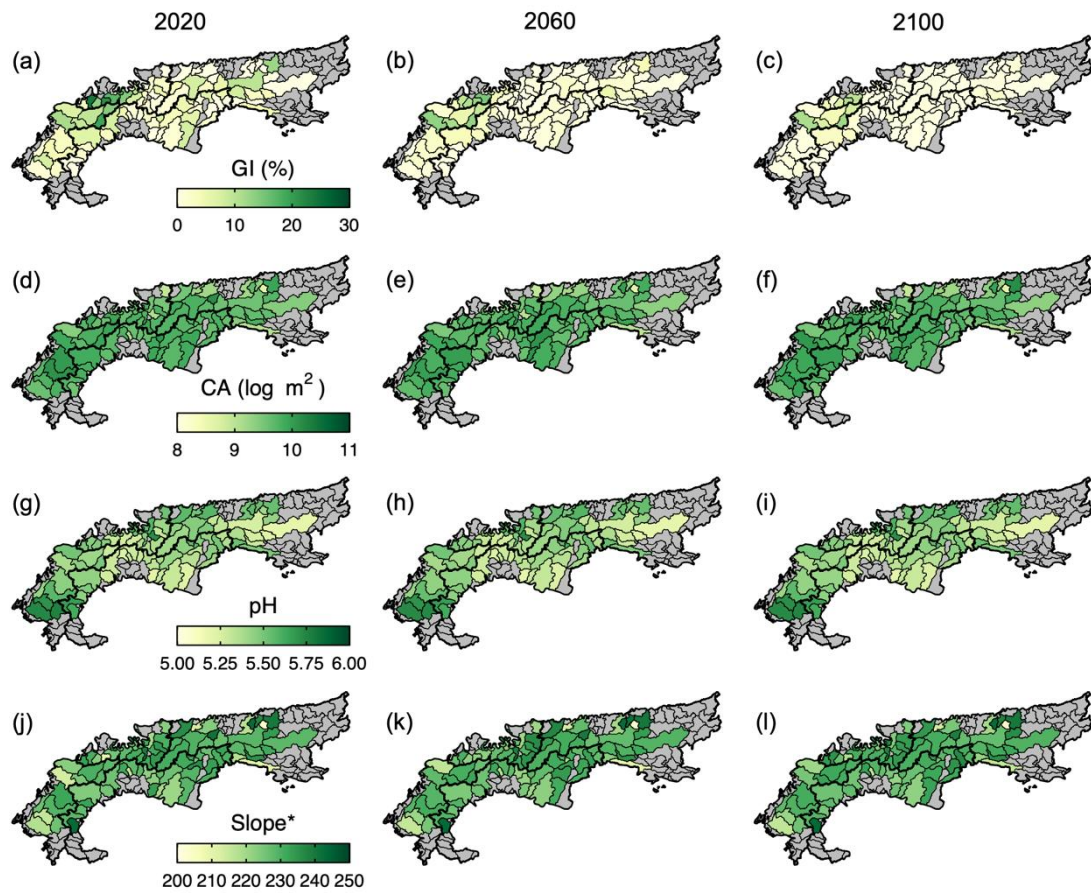 2020 2060 2100
(a) (b) (c)
GI (%)
0 10 20 30
(d) (e) (f)
CA (log m²)
8 9 10 11
(g) (h) (i)
pH
5.00 5.25 5.50 5.75 6.00
(j) (k) (l)
Slope*
200 210 220 230 240 250